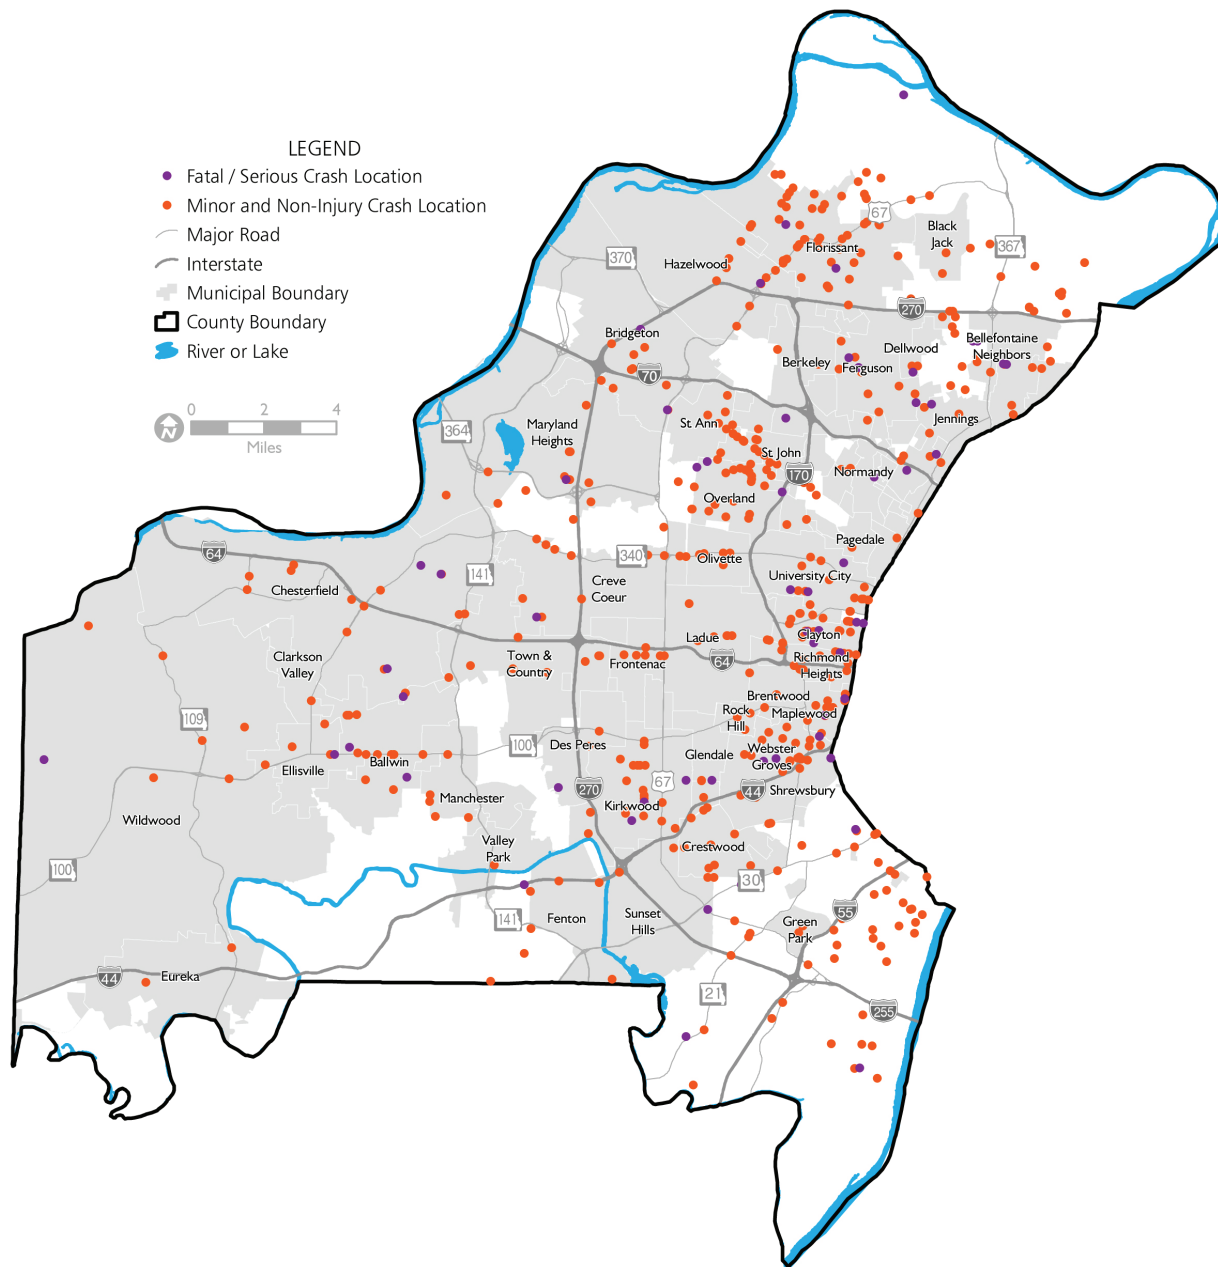 LEGEND
Fatal / Serious Crash Location
Minor and Non-Injury Crash Location
Major Road
Interstate
Municipal Boundary
County Boundary
River or Lake
N
0 2 4
Miles
67
Black
Jack
367
Florissant
370
Hazelwood
270
Bridgeton
Bellefontaine
Neighbors
Dellwood
Berkeley
Ferguson
70
Jennings
St Ann
Maryland
Heights
364
St John
170
Normandy
Overland
Pagedale
64
340
Olivette
141
University City
Creve
Coeur
Chesterfield
Ladue
Clayton
Clarkson
Valley
Town &
Country
Frontenac
64
Richmond
Heights
Brentwood
Rock
Hill
Maplewood
109
100
Des Peres
Glendale
Webster
Groves
Ballwin
Ellisville
67
270
44
Shrewsbury
Manchester
Kirkwood
Wildwood
Valley
Park
Crestwood
100
30
141
Fenton
Sunset
Hills
Green
Park
55
44
Eureka
21
255